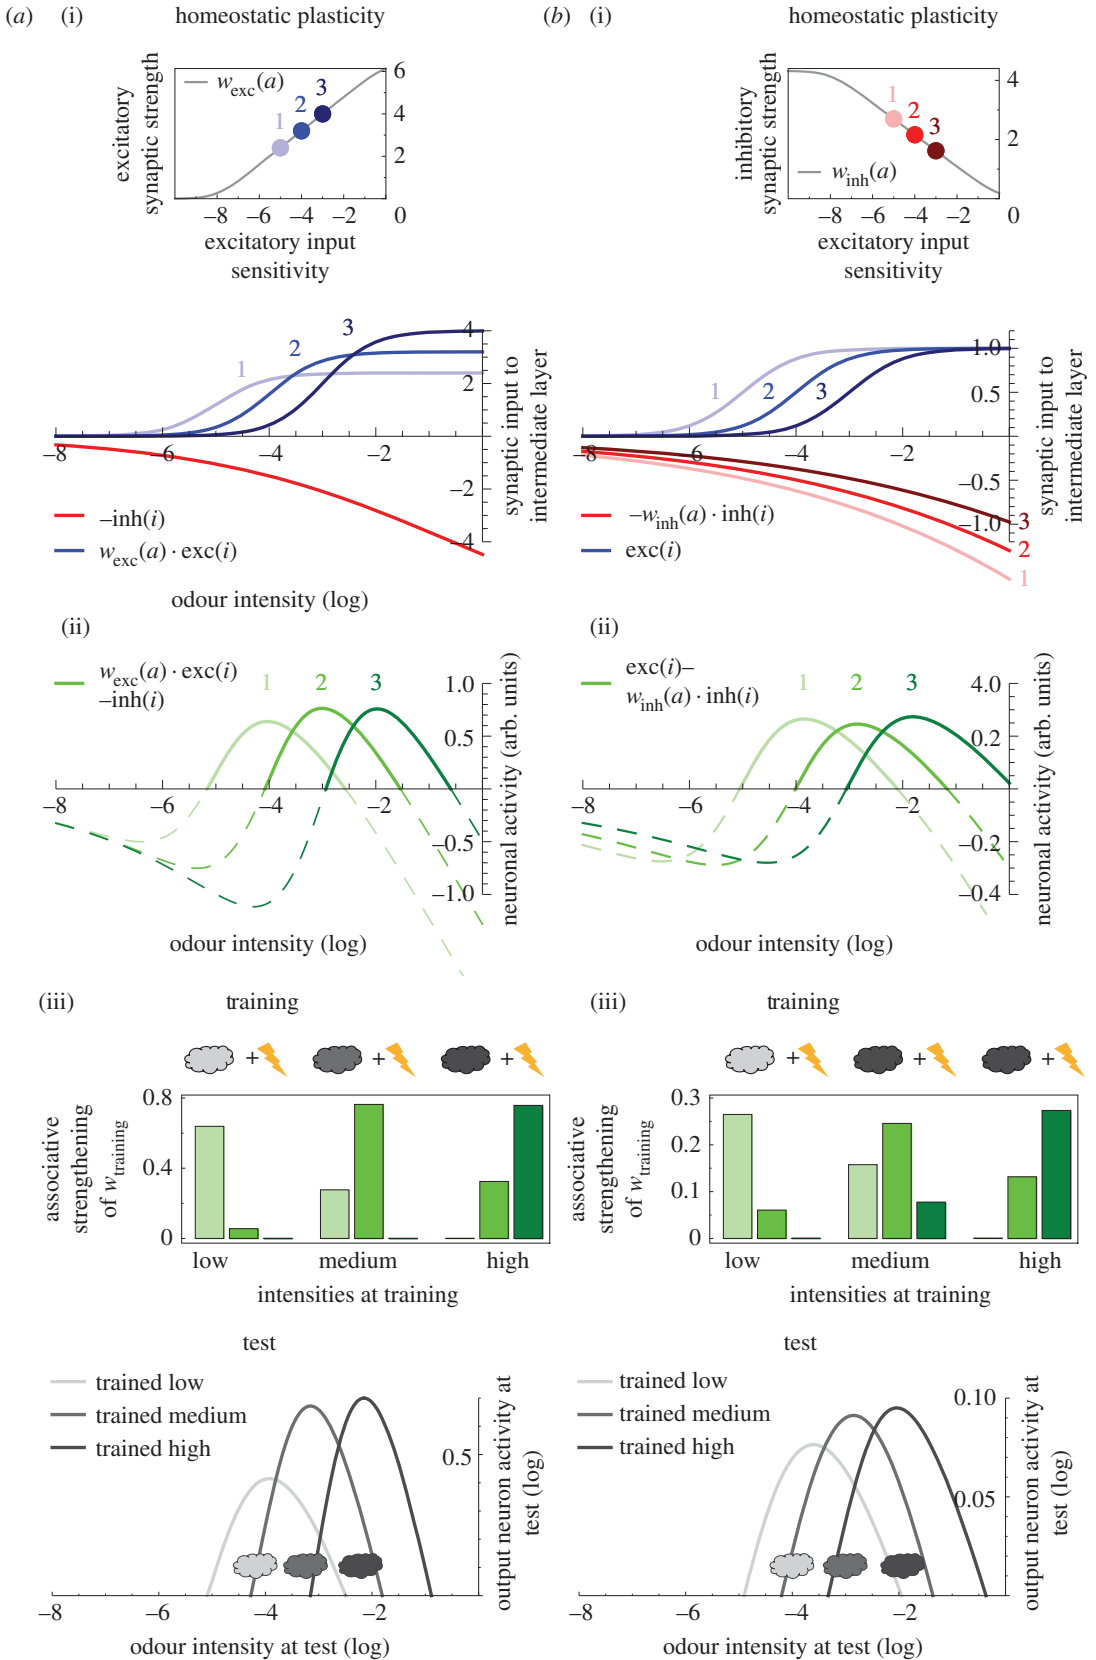 (a) (i) homeostatic plasticity
excitatory
synaptic strength
w_exc(a)
1 2 3
6
4
2
0
−8 −6 −4 −2
excitatory input
sensitivity
1 2 3
4
2
−8 −6 −4 −2
−2
−4
synaptic input to
intermediate layer
−inh(i)
w_exc(a) · exc(i)
odour intensity (log)
(ii)
w_exc(a) · exc(i)
−inh(i)
1 2 3
1.0
0.5
−8 −6 −4 −2
−0.5
−1.0
neuronal activity (arb. units)
odour intensity (log)
(iii) training
+ + +
associative
strengthening
of w_training
0.8
0.4
0
low medium high
intensities at training
test
trained low
trained medium
trained high
0.5
output neuron activity at
test (log)
−8 −6 −4 −2
odour intensity at test (log)
(b) (i) homeostatic plasticity
inhibitory
synaptic strength
1
2
3
w_inh(a)
4
2
0
−8 −6 −4 −2
excitatory input
sensitivity
1 2 3
1.0
0.5
−8 −6 −4 −2
−0.5
−1.0
3
2
1
synaptic input to
intermediate layer
−w_inh(a) · inh(i)
exc(i)
(ii)
exc(i)−
w_inh(a) · inh(i)
1 2 3
4.0
0.2
−8 −6 −4 −2
−0.2
−0.4
neuronal activity (arb. units)
odour intensity (log)
(iii) training
+ + +
associative
strengthening
of w_training
0.3
0.2
0.1
0
low medium high
intensities at training
test
trained low
trained medium
trained high
0.10
0.05
output neuron activity at
test (log)
−8 −6 −4 −2
odour intensity at test (log)